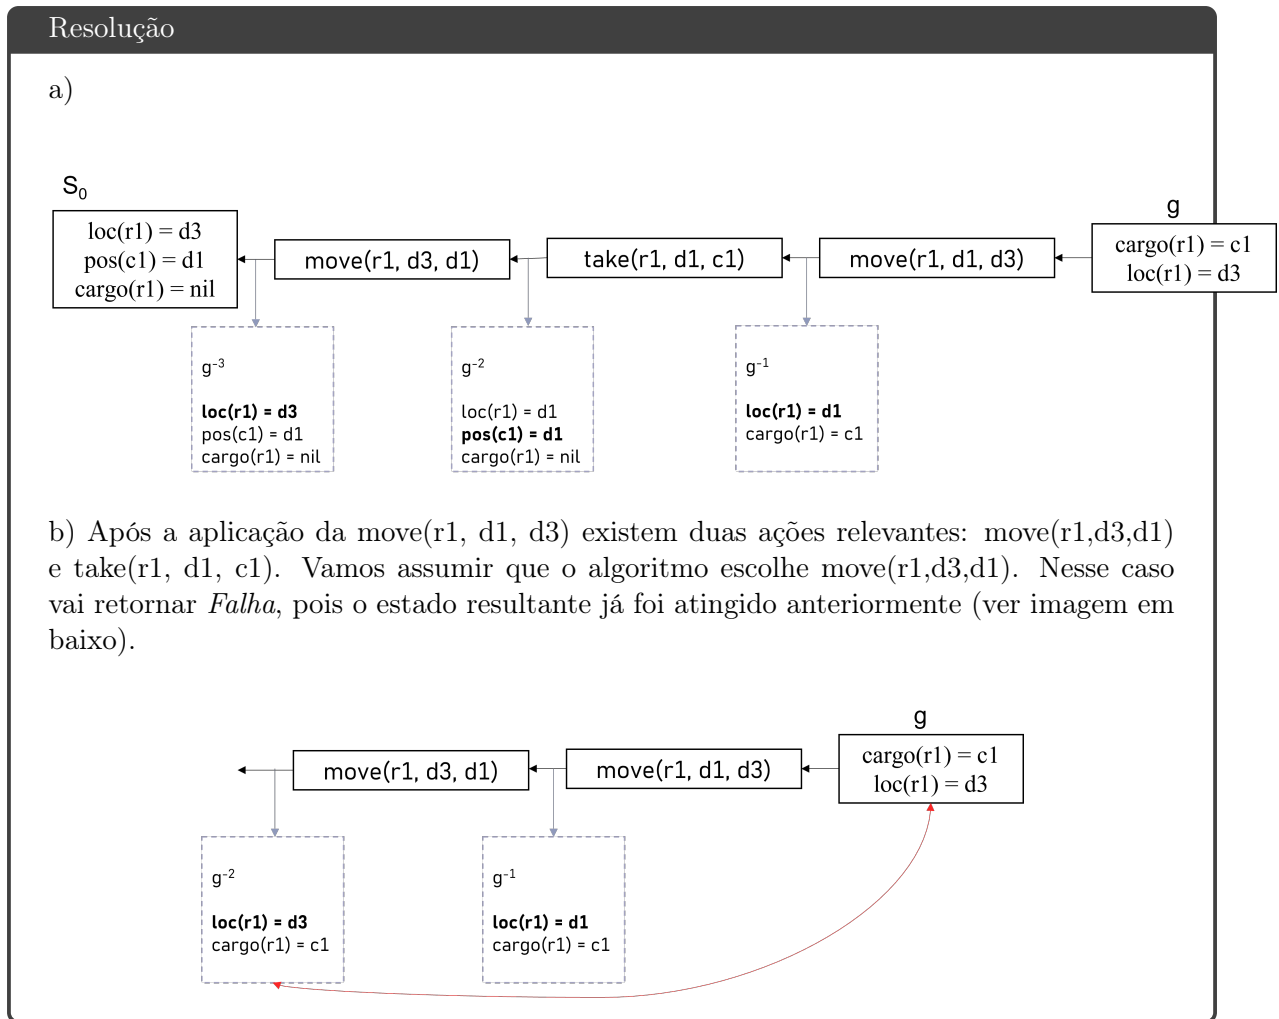 Resolução
a)
S0
loc(r1) = d3
pos(c1) = d1
cargo(r1) = nil
move(r1, d3, d1)
take(r1, d1, c1)
move(r1, d1, d3)
g
cargo(r1) = c1
loc(r1) = d3
g-3
loc(r1) = d3
pos(c1) = d1
cargo(r1) = nil
g-2
loc(r1) = d1
pos(c1) = d1
cargo(r1) = nil
g-1
loc(r1) = d1
cargo(r1) = c1
b) Após a aplicação da move(r1, d1, d3) existem duas ações relevantes: move(r1,d3,d1)
e take(r1, d1, c1). Vamos assumir que o algoritmo escolhe move(r1,d3,d1). Nesse caso
vai retornar Falha, pois o estado resultante já foi atingido anteriormente (ver imagem em
baixo).
g
move(r1, d3, d1)
move(r1, d1, d3)
cargo(r1) = c1
loc(r1) = d3
g-2
loc(r1) = d3
cargo(r1) = c1
g-1
loc(r1) = d1
cargo(r1) = c1